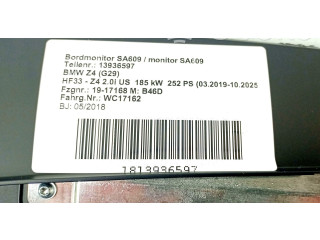 Bordmonitor SA609 / monitor SA609
Teilenr.: 13936597
BMW Z4 (G29)
HF33 - Z4 2.0i US 185 kW 252 PS (03.2019-10.2025
Fzgnr.: 19-17168 M: B46D
Fahrg.Nr.: WC17162
BJ: 05/2018
1813936597